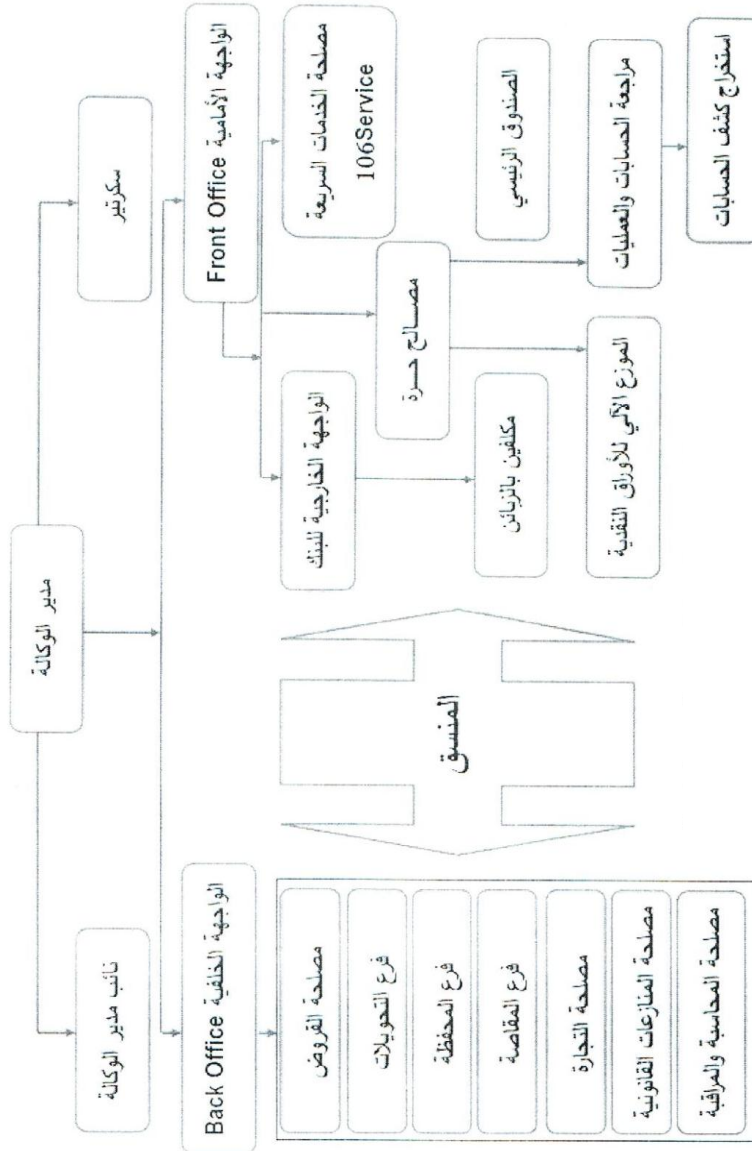 مدير الوكالة
سكرتير
نائب مدير الوكالة
الواجهة الأمامية Front Office
الواجهة الخلفية Back Office
مصلحة الخدمات السريعة
106Service
الواجهة الخارجية للبنك
مصالح حرة
الصندوق الرئيسي
مكلفين بالزبائن
مراجعة الحسابات والعمليات
الموزع الآلي للأوراق النقدية
استخراج كشف الحسابات
المنسق
مصلحة القروض
فرع التحويلات
فرع المحفظة
فرع المقاصة
مصلحة التجارة
مصلحة المنازعات القانونية
مصلحة المحاسبة والمراقبة